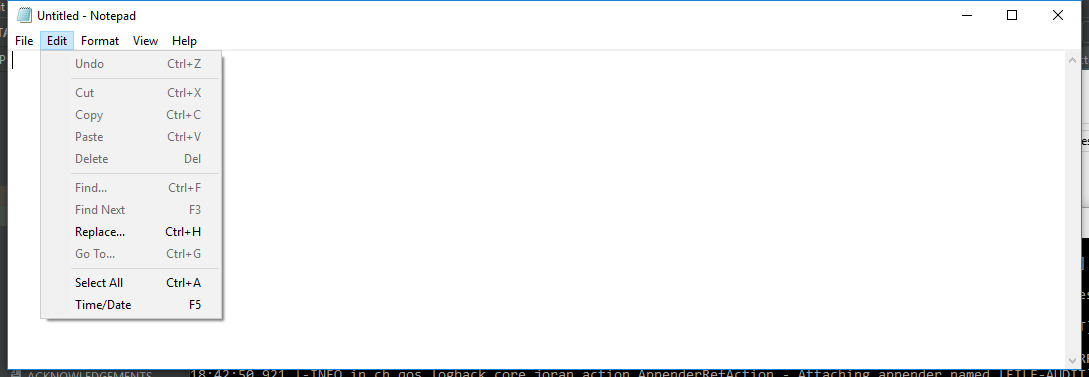 Untitled - Notepad
File Edit Format View Help
Undo Ctrl+Z
Cut Ctrl+X
Copy Ctrl+C
Paste Ctrl+V
Delete Del
Find... Ctrl+F
Find Next F3
Replace... Ctrl+H
Go To... Ctrl+G
Select All Ctrl+A
Time/Date F5
ACKNOWLEDGEMENTS 18:42:50,921 |-INFO in ch.qos.logback.core.joran.action.AppenderRefAction - Attaching appender named [FILE-AUDIT